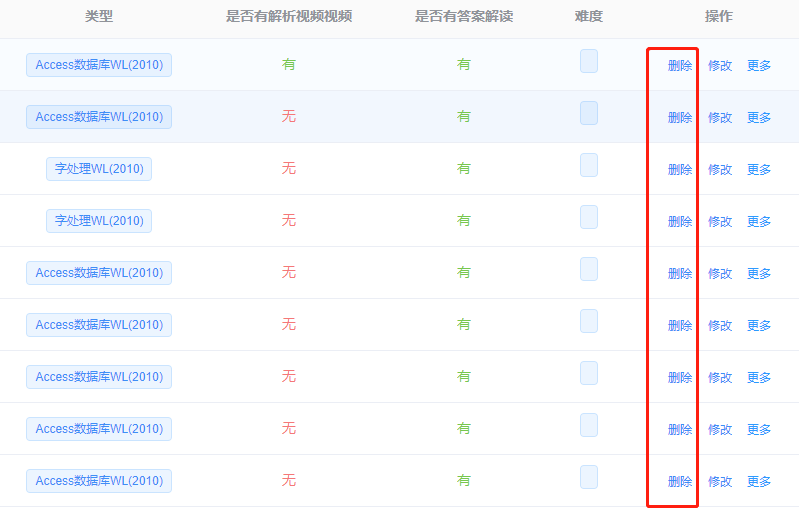 类型 是否有解析视频视频 是否有答案解读 难度 操作
Access数据库WL(2010) 有 有 删除 修改 更多
Access数据库WL(2010) 无 有 删除 修改 更多
字处理WL(2010) 无 有 删除 修改 更多
字处理WL(2010) 无 有 删除 修改 更多
Access数据库WL(2010) 无 有 删除 修改 更多
Access数据库WL(2010) 无 有 删除 修改 更多
Access数据库WL(2010) 无 有 删除 修改 更多
Access数据库WL(2010) 无 有 删除 修改 更多
Access数据库WL(2010) 无 有 删除 修改 更多